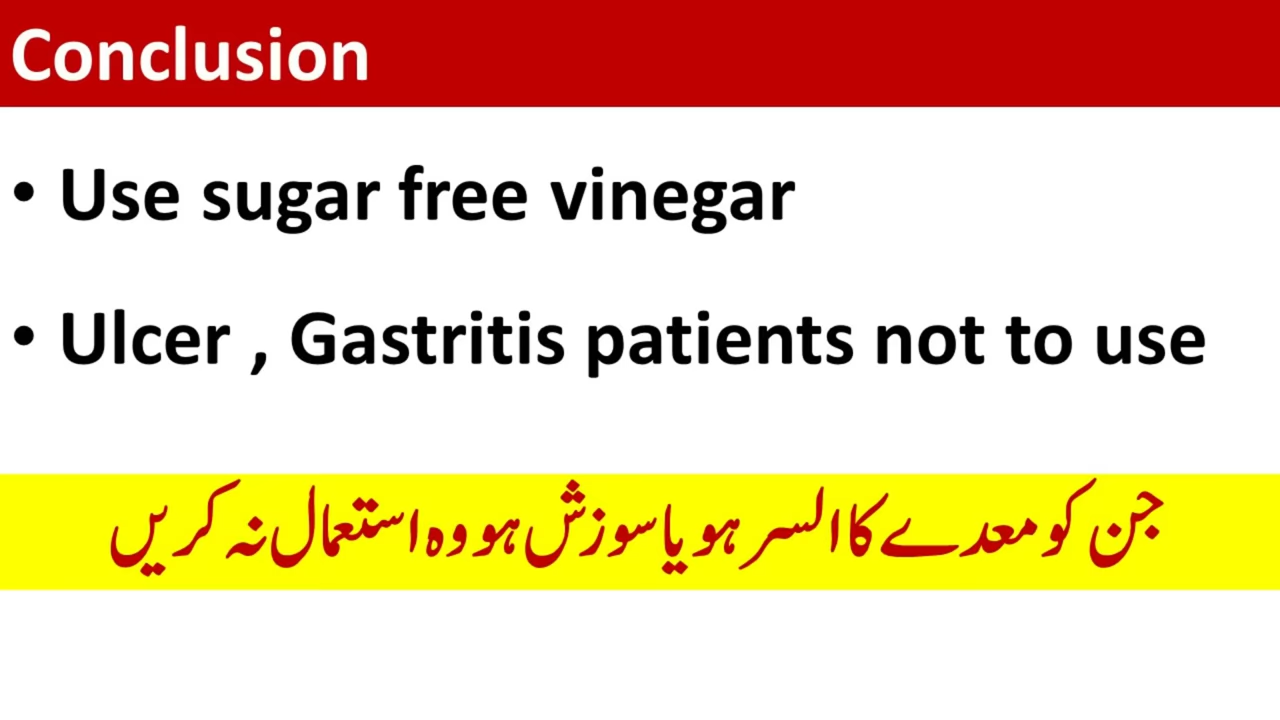 Conclusion
• Use sugar free vinegar
• Ulcer , Gastritis patients not to use
جن کو معدے کا السر ہو یا سوزش ہو وہ استعمال نہ کریں